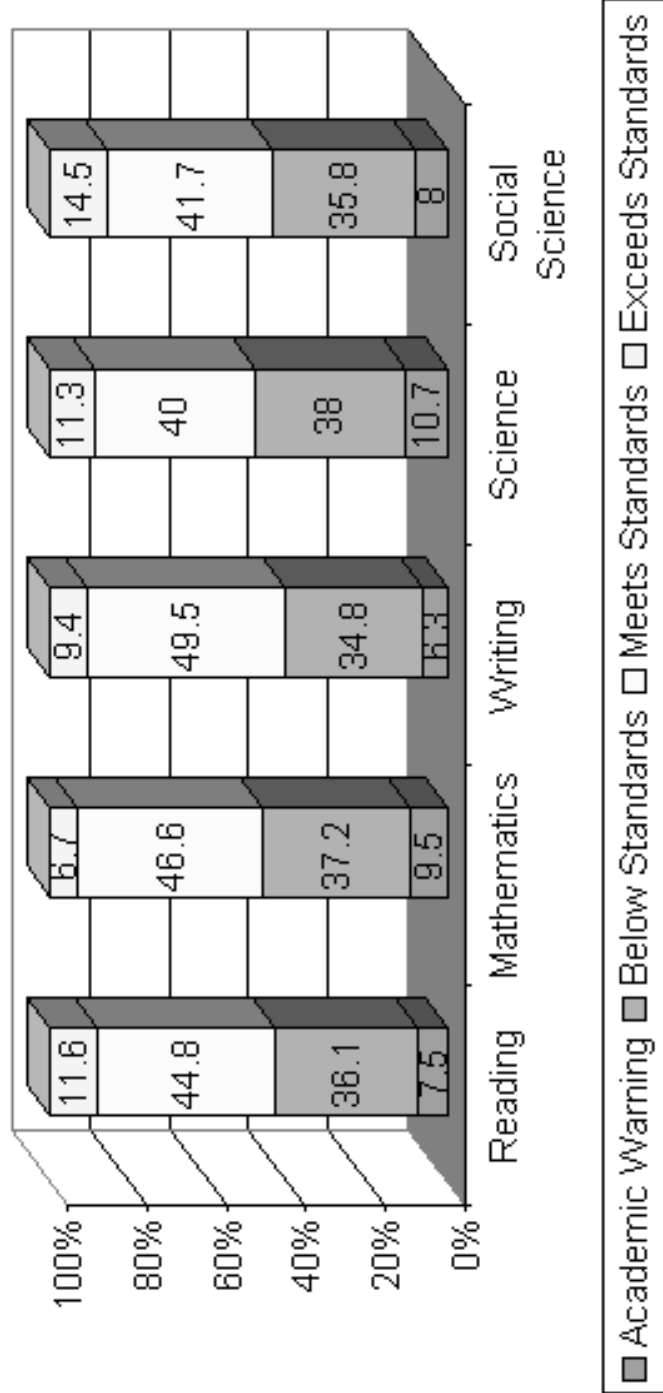 100%
80%
60%
40%
20%
0%
11.6
44.8
36.1
7.5
6.7
46.6
37.2
9.5
9.4
49.5
34.8
6.3
11.3
40
38
10.7
14.5
41.7
35.8
8
Reading
Mathematics
Writing
Science
Social
Science
Academic Warning
Below Standards
Meets Standards
Exceeds Standards